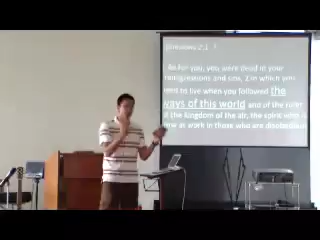 2:1
As for you, you were dead in your
transgressions and sins, 2 in which you
used to live when you followed the
ways of this world and of the ruler
of the kingdom of the air, the spirit who is
now at work in those who are disobedient